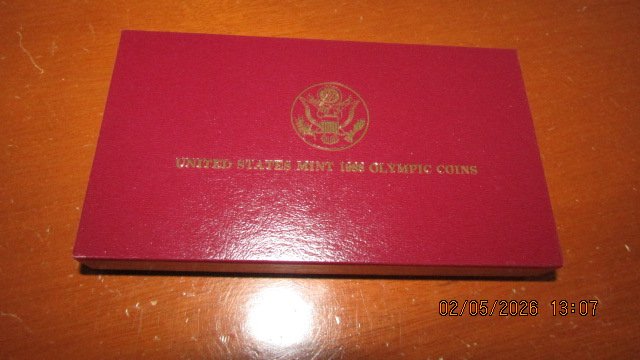 UNITED STATES MINT 1988 OLYMPIC COINS
02/05/2026 13:07